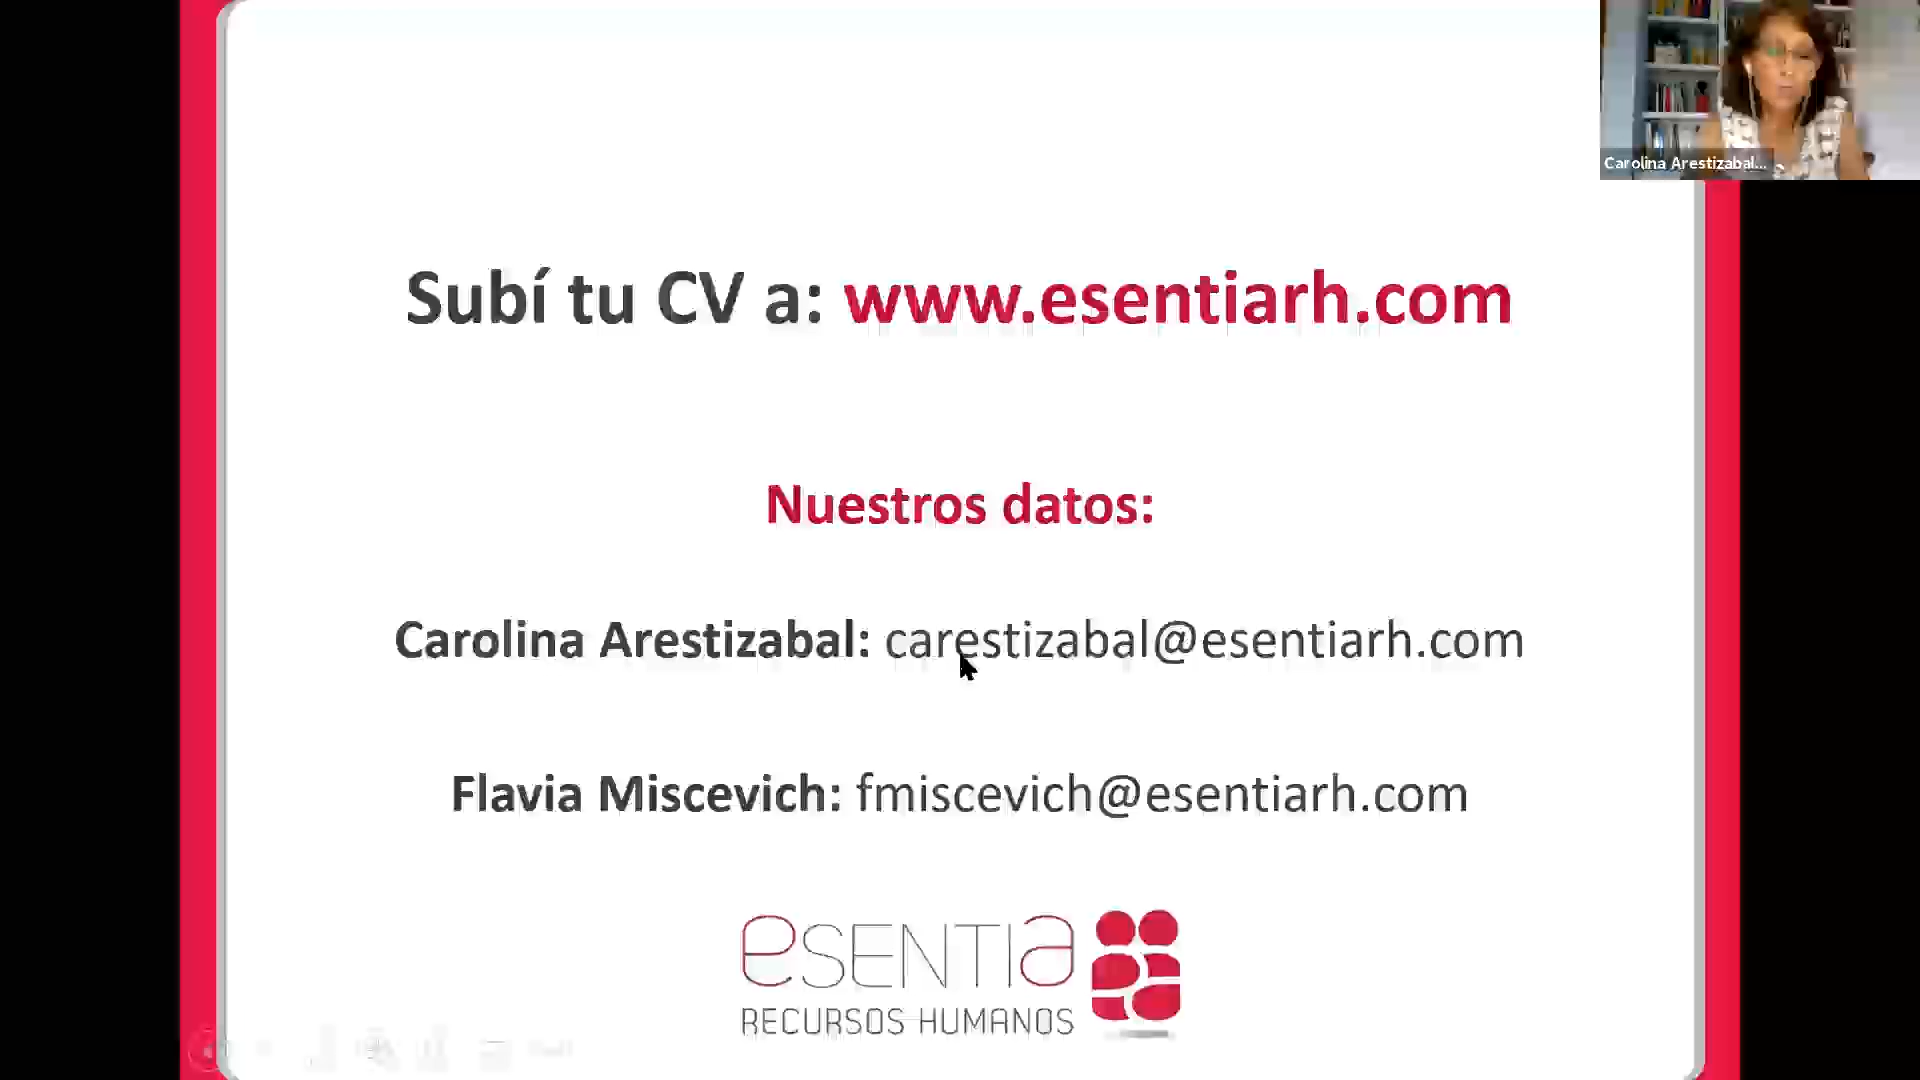 Carolina Arestizabal...
Subí tu CV a: www.esentiarh.com
Nuestros datos:
Carolina Arestizabal: carestizabal@esentiarh.com
Flavia Miscevich: fmiscevich@esentiarh.com
eSENTIa
RECURSOS HUMANOS